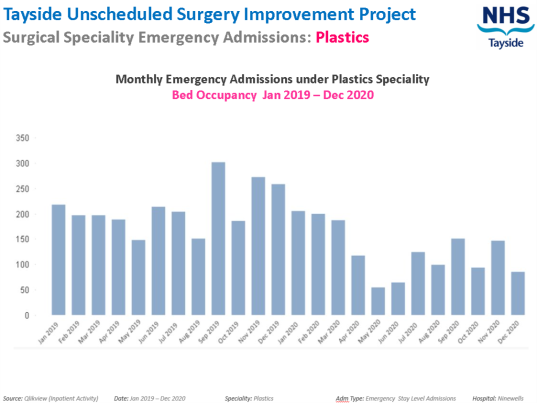 Tayside Unscheduled Surgery Improvement Project
Surgical Speciality Emergency Admissions: Plastics
NHS
Tayside
Monthly Emergency Admissions under Plastics Speciality
Bed Occupancy Jan 2019 – Dec 2020
350
300
250
200
150
100
50
0
Jan 2019 Feb 2019 Mar 2019 Apr 2019 May 2019 Jun 2019 Jul 2019 Aug 2019 Sep 2019 Oct 2019 Nov 2019 Dec 2019 Jan 2020 Feb 2020 Mar 2020 Apr 2020 May 2020 Jun 2020 Jul 2020 Aug 2020 Sep 2020 Oct 2020 Nov 2020 Dec 2020
Source: Qlikview (Inpatient Activity) Date: Jan 2019 – Dec 2020 Speciality: Plastics Adm Type: Emergency Stay Level Admissions Hospital: Ninewells